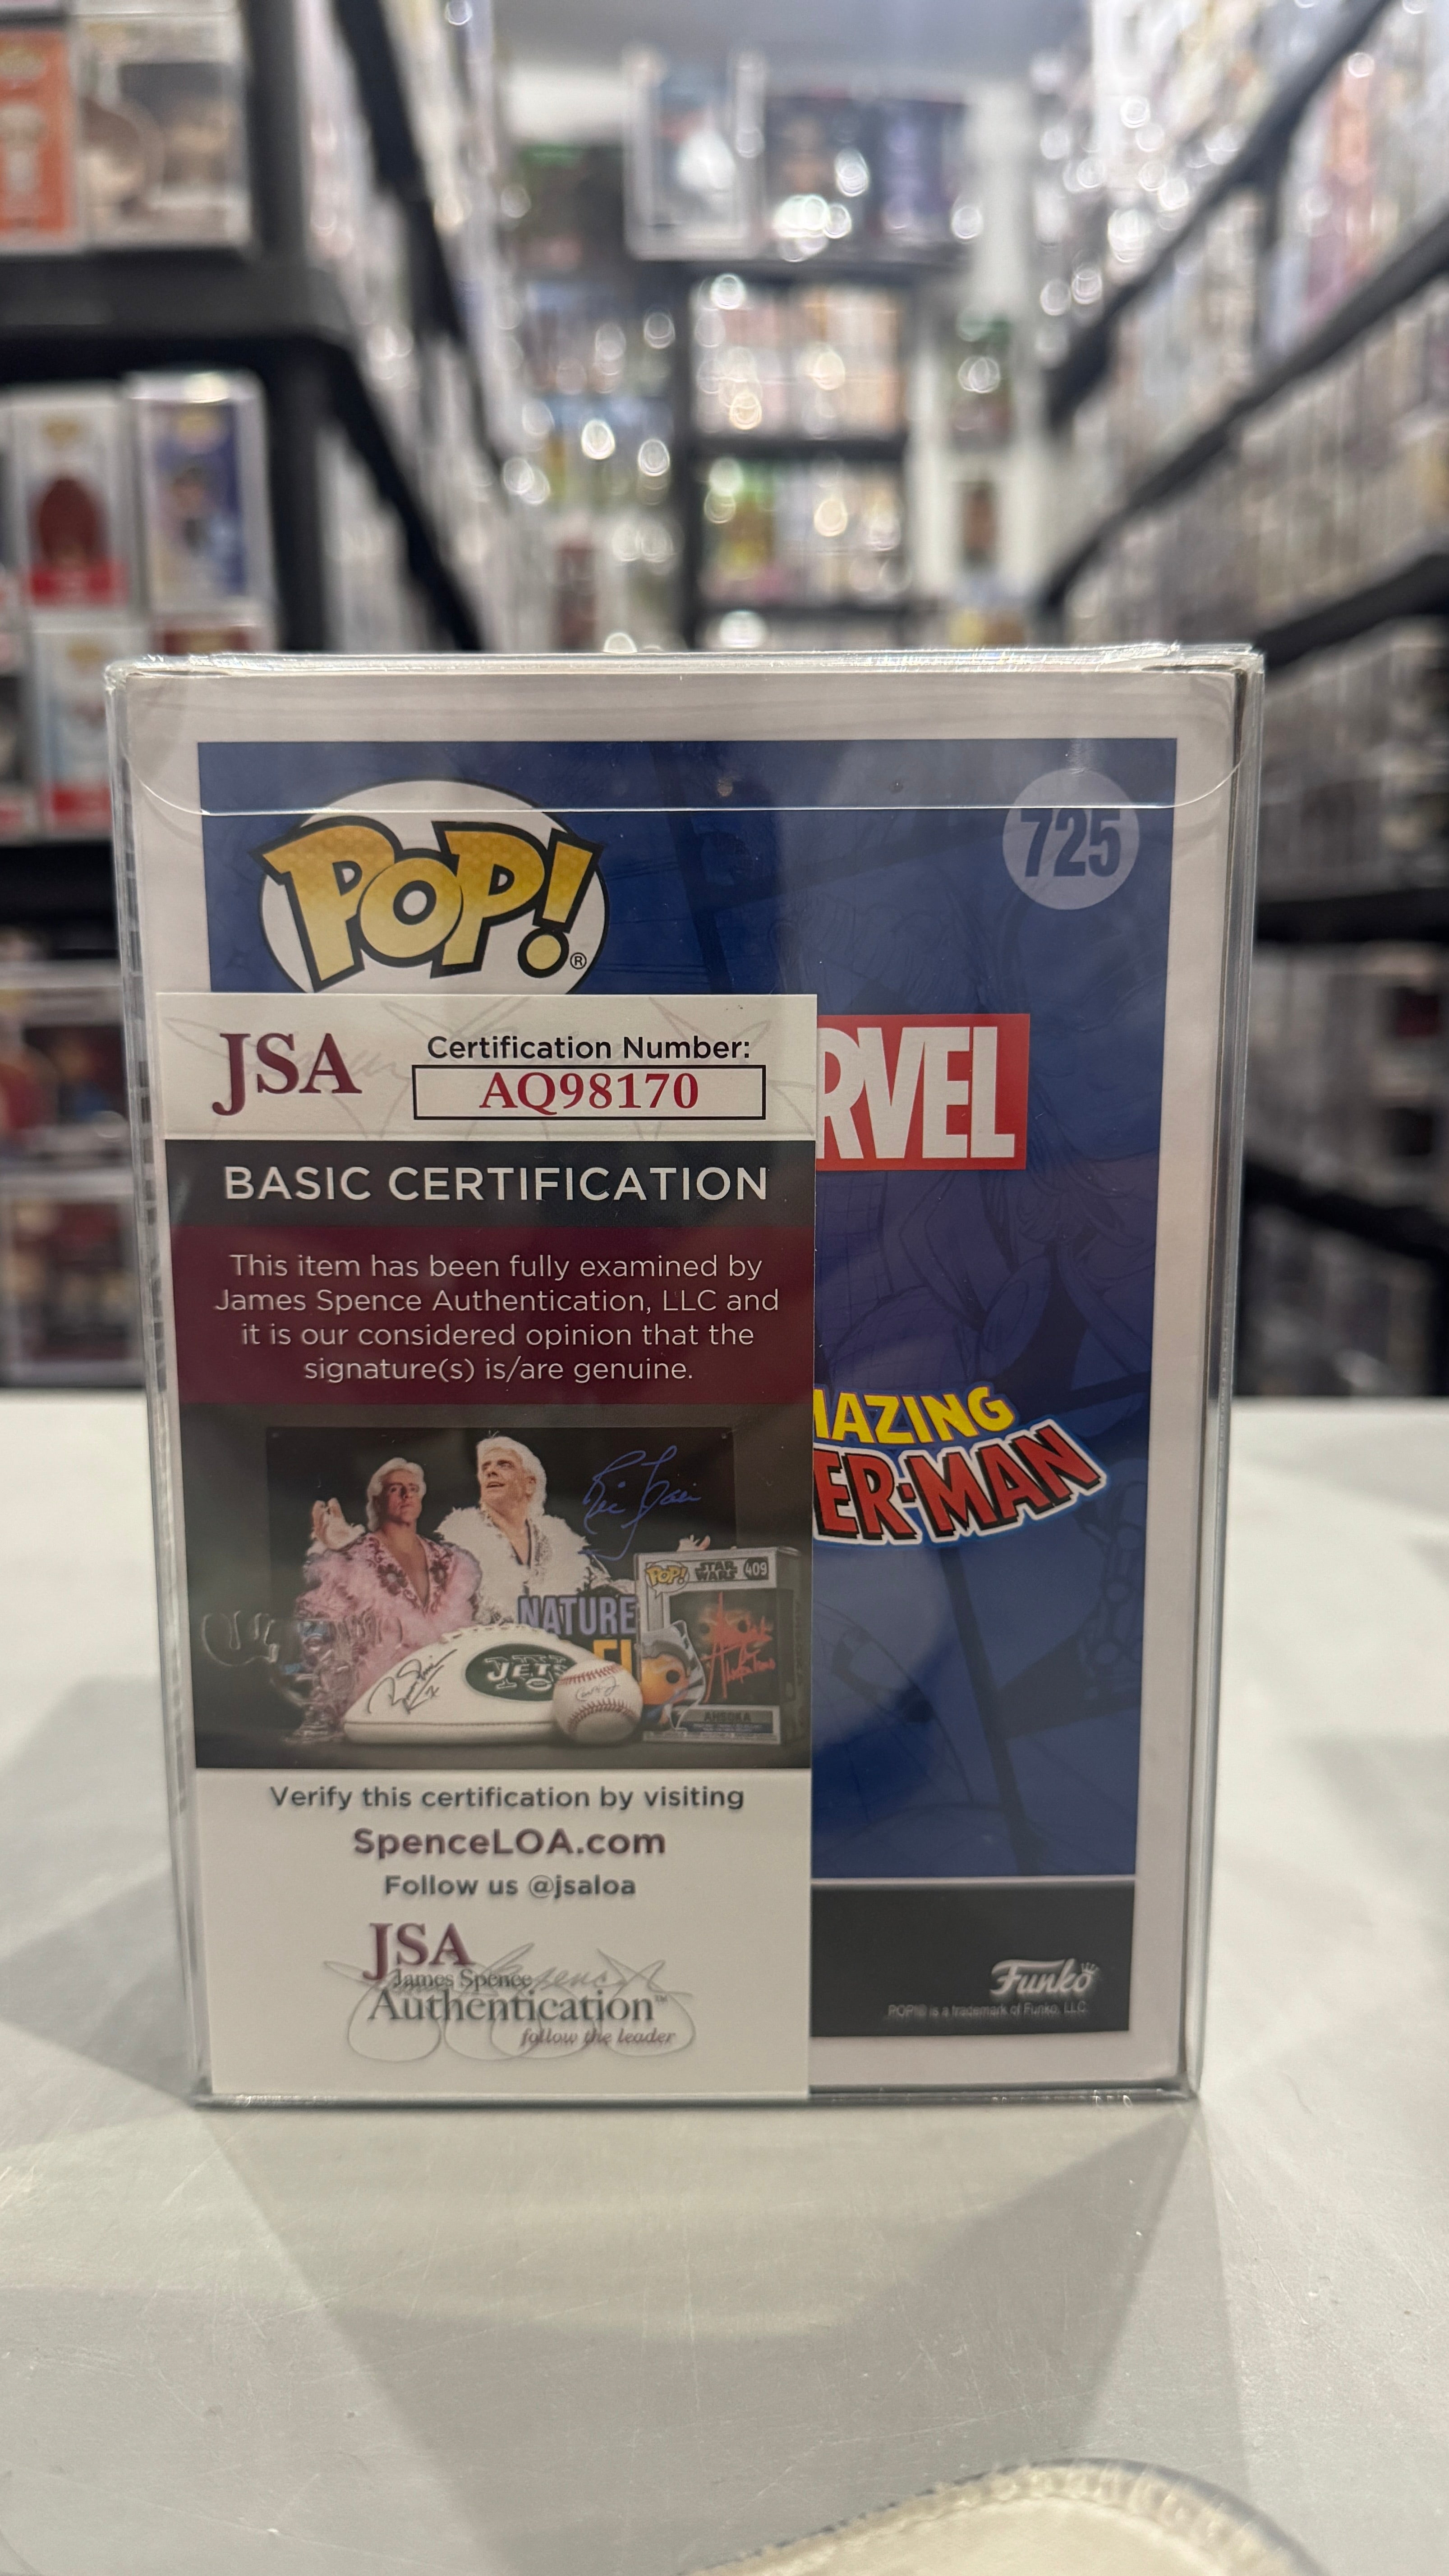 POP!®
725
JSA
Certification Number:
AQ98170
RVEL
BASIC CERTIFICATION
This item has been fully examined by
James Spence Authentication, LLC and
it is our considered opinion that the
signature(s) is/are genuine.
MAZING
ER-MAN
POP! STAR WARS 409
NATURE
JETS
AHSOKA
Verify this certification by visiting
SpenceLOA.com
Follow us @jsaloa
JSA
James Spence
Authentication™
follow the leader
Funko
POP!® is a trademark of Funko, LLC.